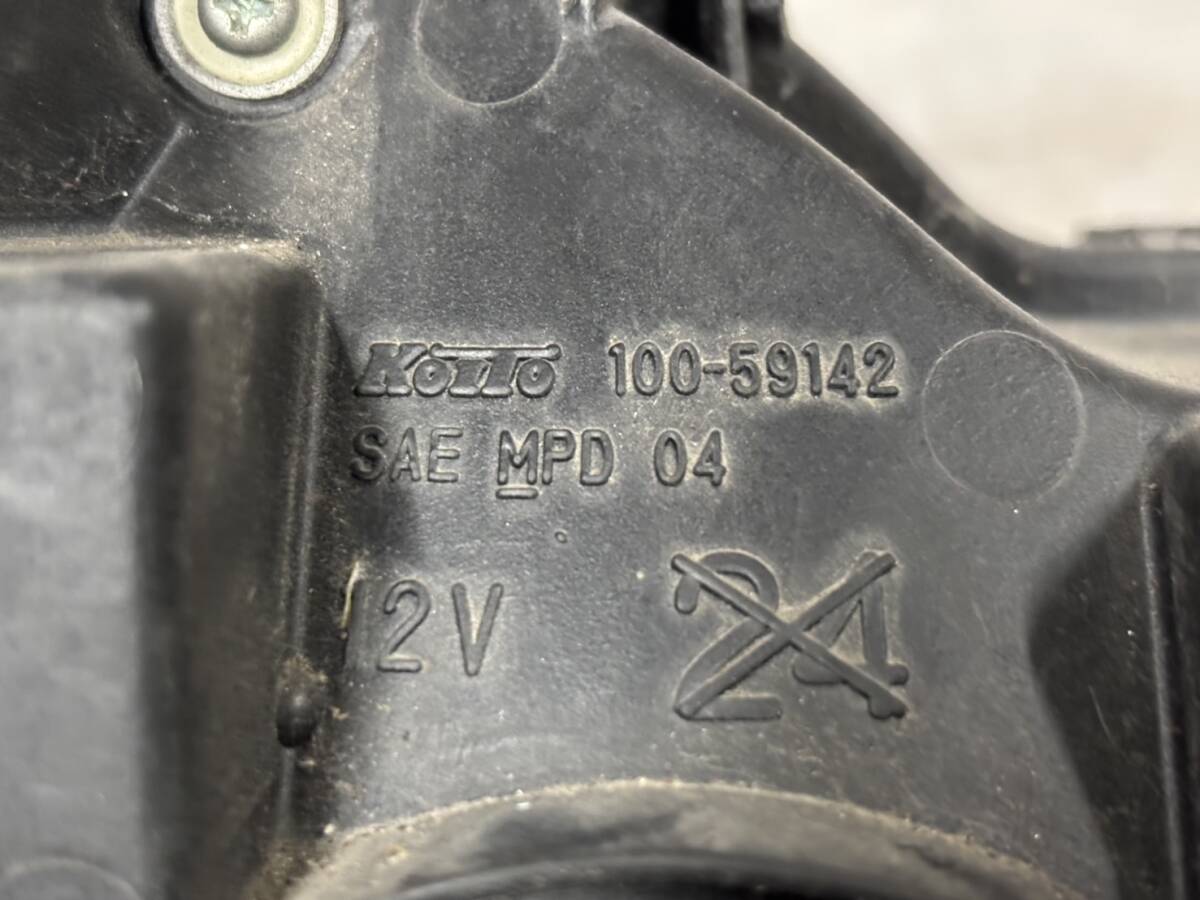 KOITO 100-59142
SAE MPD 04
12V 24